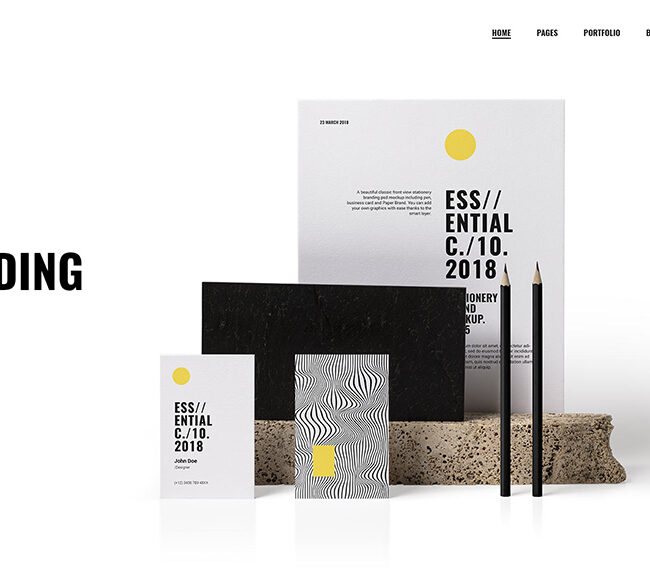 HOME PAGES PORTFOLIO
23 MARCH 2018
A beautiful classic front view stationery
branding psd mockup including pen,
business card and Paper Brand. You can add
your own graphics with ease thanks to the
smart layer.
ESS//
ENTIAL
C./10.
2018
DING
ESS//
ENTIAL
C./10.
2018
John Doe
/Designer